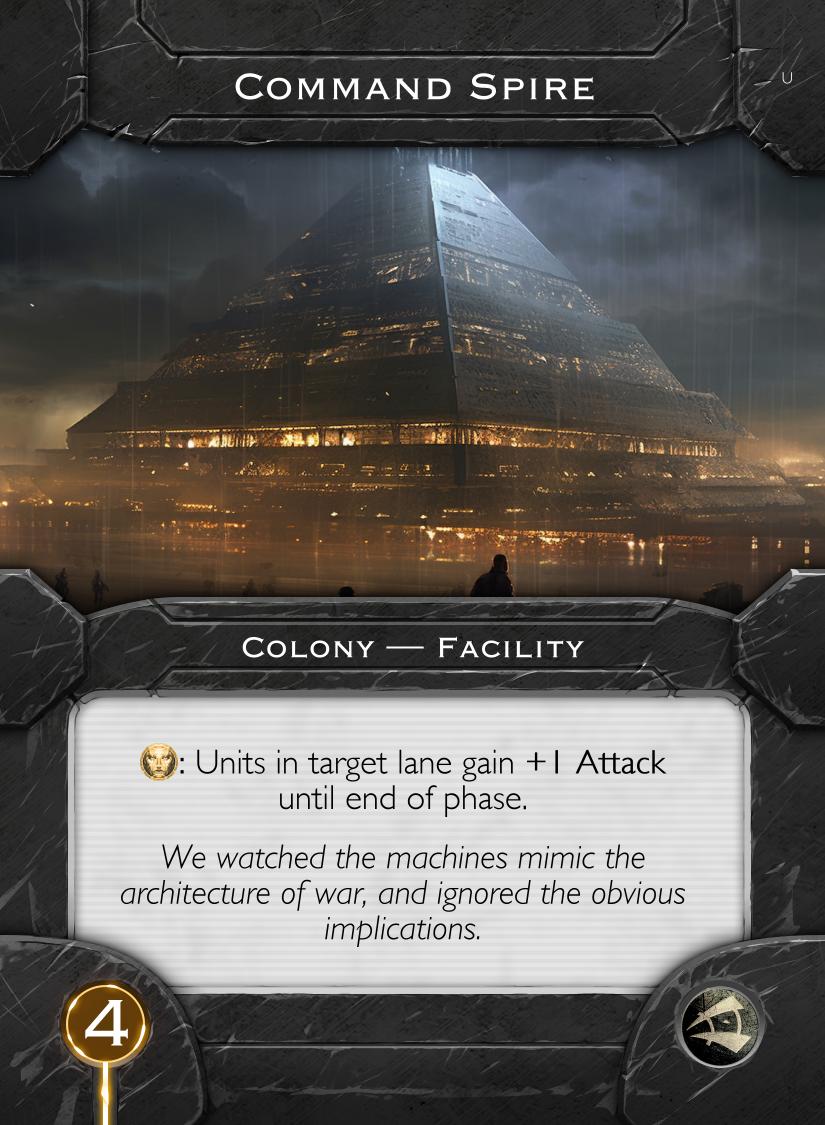 Command Spire
U
Colony — Facility
: Units in target lane gain +1 Attack
until end of phase.
We watched the machines mimic the
architecture of war, and ignored the obvious
implications.
4